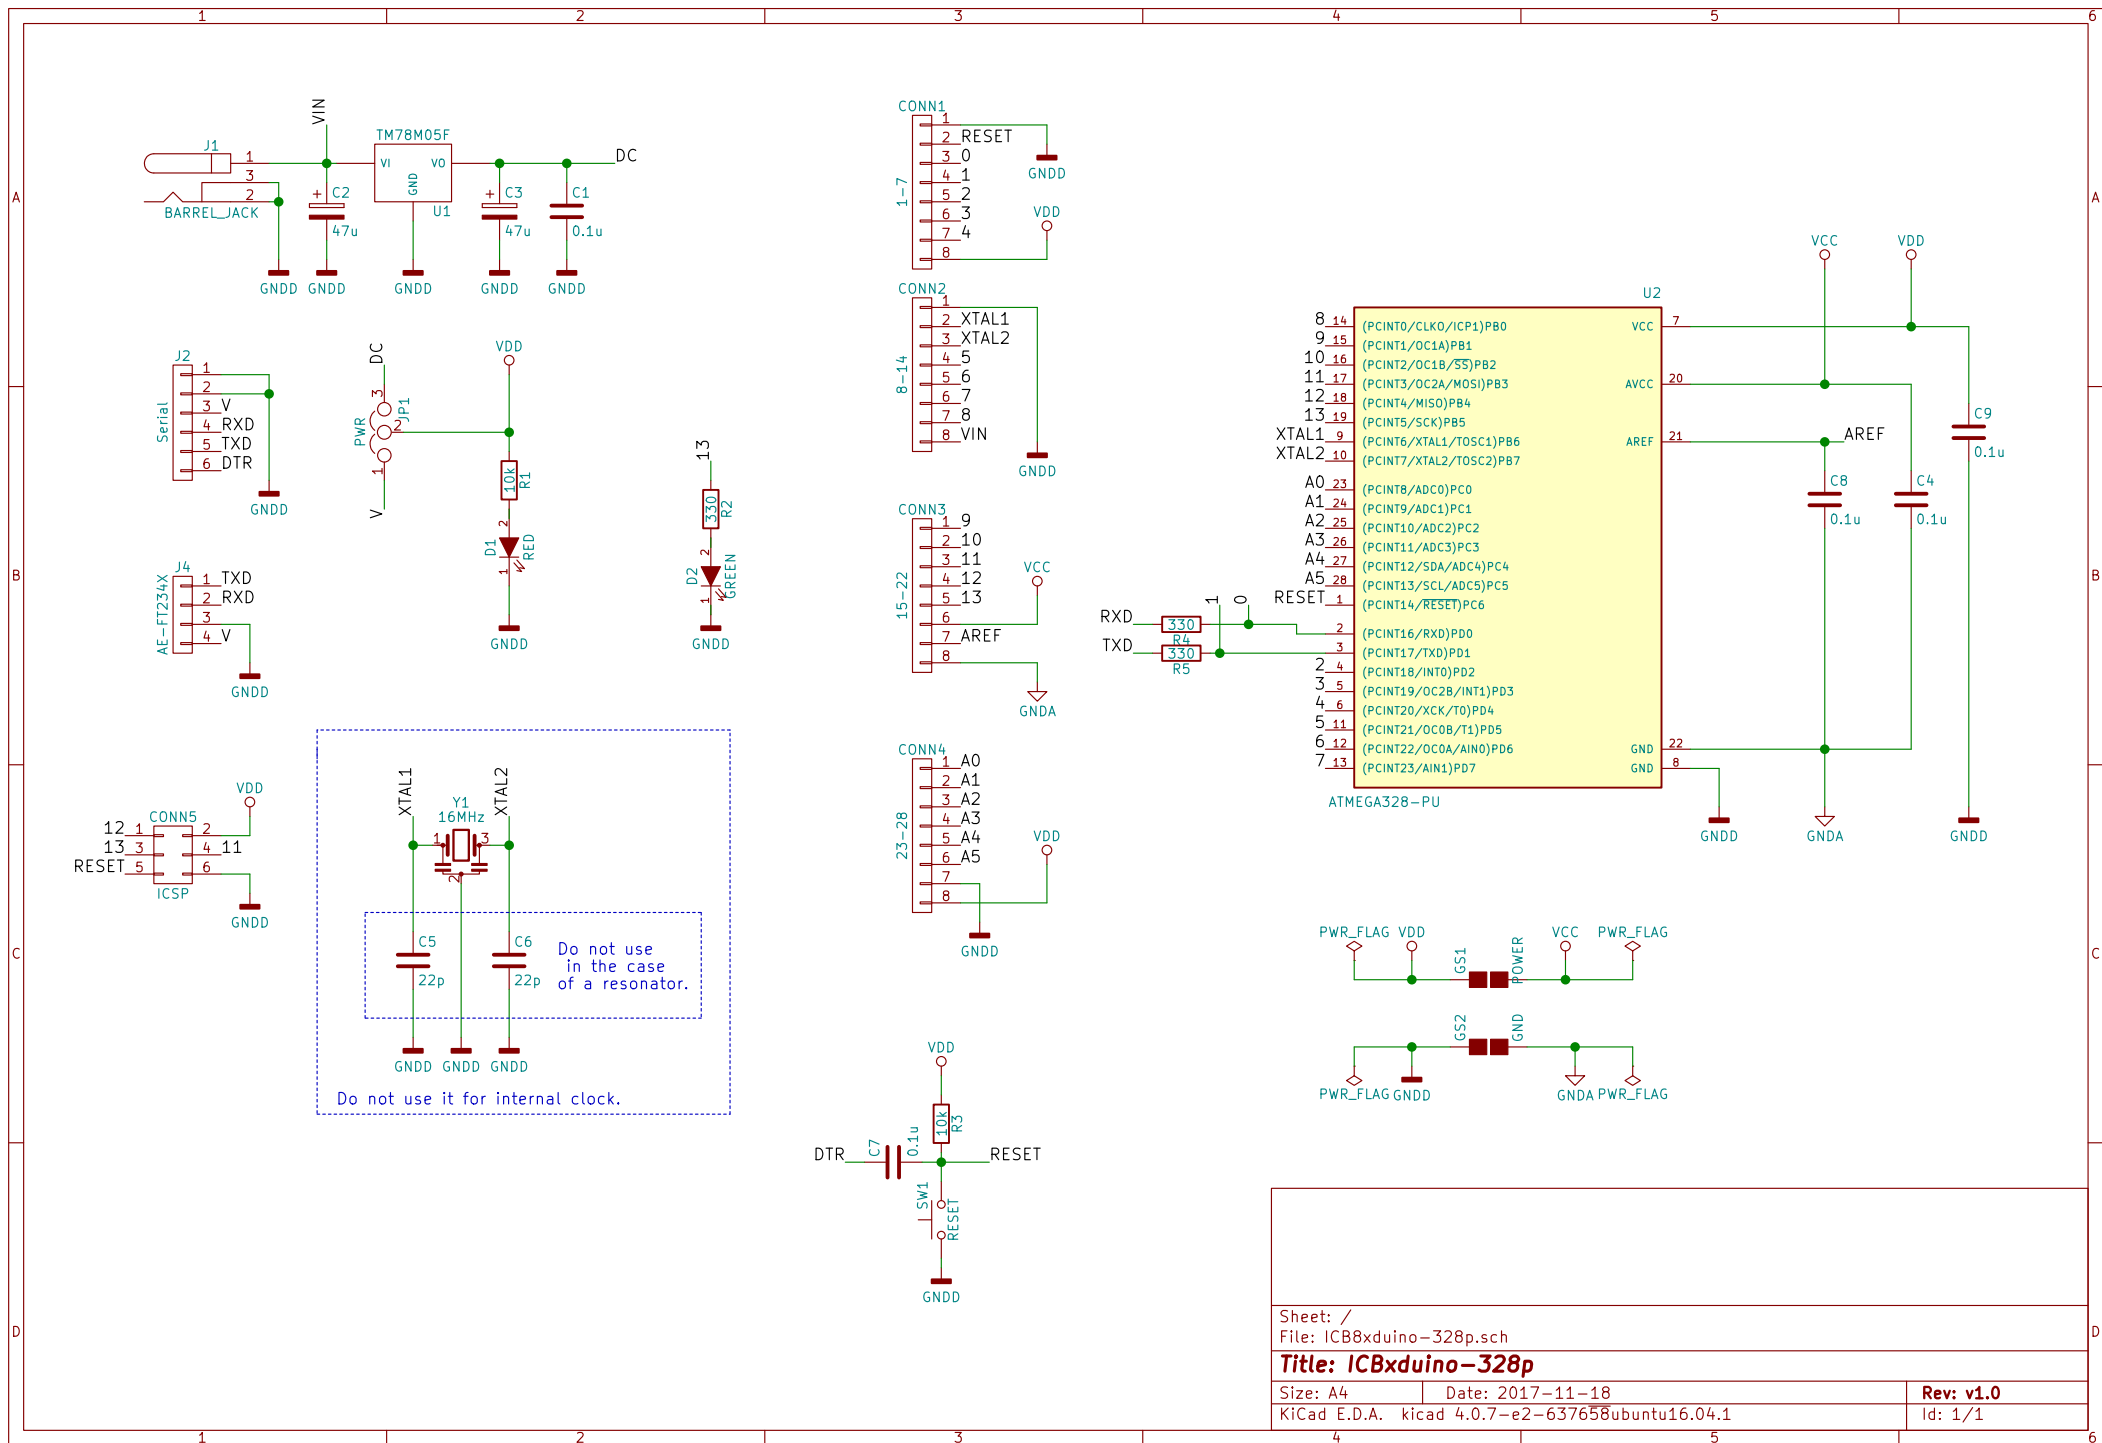 1 2 3 4 5 6
A A
B B
C C
D D
VIN
J1
1
3
2
BARREL_JACK
GNDD
+ C2
47u
GNDD
TM78M05F
VI VO
GND
U1
GNDD
+ C3
47u
GNDD
C1
0.1u
GNDD
DC
J2
Serial
1
2
3 V
4 RXD
5 TXD
6 DTR
GNDD
DC
3
PWR 2 JP1
1
V
VDD
10k R1
2
D1 RED
1
GNDD
13
330 R2
2
D2 GREEN
1
GNDD
J4
AE-FT234X
1 TXD
2 RXD
3
4 V
GNDD
CONN5
VDD
12 1 2
13 3 4 11
RESET 5 6
ICSP
GNDD
XTAL1 XTAL2
Y1
16MHz
1 3
2
C5
22p
C6
22p
Do not use
in the case
of a resonator.
GNDD GNDD GNDD
Do not use it for internal clock.
CONN1
1-7
1
2 RESET
3 0
4 1
5 2
6 3
7 4
8
GNDD
VDD
CONN2
8-14
1
2 XTAL1
3 XTAL2
4 5
5 6
6 7
7 8
8 VIN
GNDD
CONN3
15-22
1 9
2 10
3 11
4 12
5 13
6
7 AREF
8
VCC
GNDA
CONN4
23-28
1 A0
2 A1
3 A2
4 A3
5 A4
6 A5
7
8
VDD
GNDD
VDD
10k R3
DTR C7 0.1u RESET
SW1 RESET
GNDD
U2
8 14 (PCINT0/CLKO/ICP1)PB0
9 15 (PCINT1/OC1A)PB1
10 16 (PCINT2/OC1B/SS)PB2
11 17 (PCINT3/OC2A/MOSI)PB3
12 18 (PCINT4/MISO)PB4
13 19 (PCINT5/SCK)PB5
XTAL1 9 (PCINT6/XTAL1/TOSC1)PB6
XTAL2 10 (PCINT7/XTAL2/TOSC2)PB7
A0 23 (PCINT8/ADC0)PC0
A1 24 (PCINT9/ADC1)PC1
A2 25 (PCINT10/ADC2)PC2
A3 26 (PCINT11/ADC3)PC3
A4 27 (PCINT12/SDA/ADC4)PC4
A5 28 (PCINT13/SCL/ADC5)PC5
RESET 1 (PCINT14/RESET)PC6
2 (PCINT16/RXD)PD0
3 (PCINT17/TXD)PD1
2 4 (PCINT18/INT0)PD2
3 5 (PCINT19/OC2B/INT1)PD3
4 6 (PCINT20/XCK/T0)PD4
5 11 (PCINT21/OC0B/T1)PD5
6 12 (PCINT22/OC0A/AIN0)PD6
7 13 (PCINT23/AIN1)PD7
ATMEGA328-PU
1 0
RXD 330
R4
TXD 330
R5
VCC 7
AVCC 20
AREF 21
GND 22
GND 8
VCC VDD
AREF
C8
0.1u
C4
0.1u
C9
0.1u
GNDD GNDA GNDD
PWR_FLAG VDD GS1 POWER VCC PWR_FLAG
GS2 GND
PWR_FLAG GNDD GNDA PWR_FLAG
Sheet: /
File: ICB8xduino-328p.sch
Title: ICBxduino-328p
Size: A4 Date: 2017-11-18 Rev: v1.0
KiCad E.D.A. kicad 4.0.7-e2-637658ubuntu16.04.1 Id: 1/1
1 2 3 4 5 6